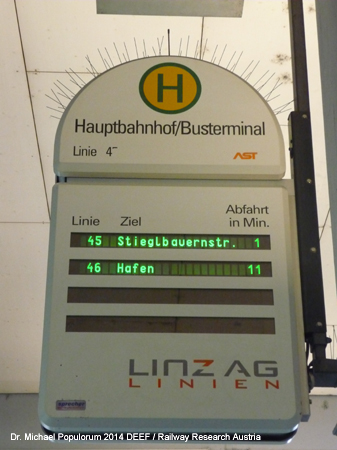 H
Hauptbahnhof/Busterminal
Linie 4
AST
Linie Ziel Abfahrt in Min.
45 Stieglbauernstr. 1
46 Hafen 11
LINZ AG
LINIEN
Dr. Michael Populorum 2014 DEEF / Railway Research Austria